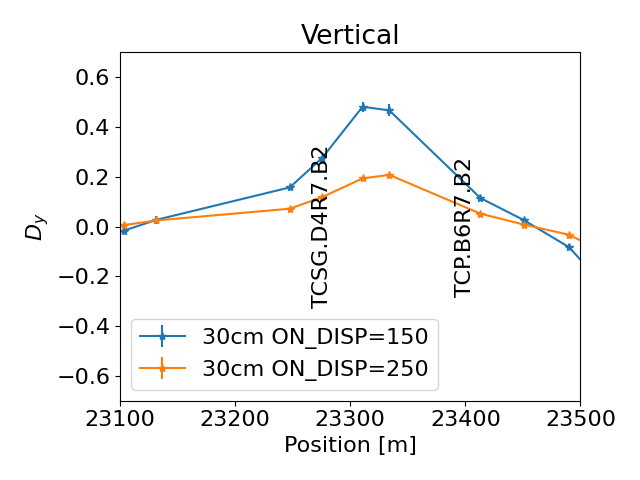 Vertical
0.6
0.4
0.2
0.0
−0.2
−0.4
−0.6
D_y
TCSG.D4R7.B2
TCP.B6R7.B2
30cm ON_DISP=150
30cm ON_DISP=250
23100 23200 23300 23400 23500
Position [m]